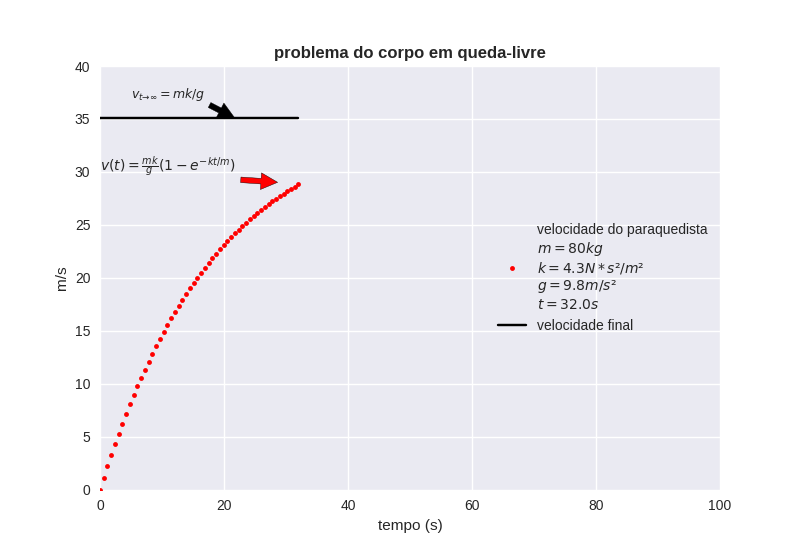 problema do corpo em queda-livre
40
35
30
25
20
15
10
5
0
m/s
v_{t→∞} = mk/g
v(t) = \frac{mk}{g}(1 − e^{−kt/m})
velocidade do paraquedista
m = 80kg
k = 4.3N * s²/m²
g = 9.8m/s²
t = 32.0s
velocidade final
0 20 40 60 80 100
tempo (s)